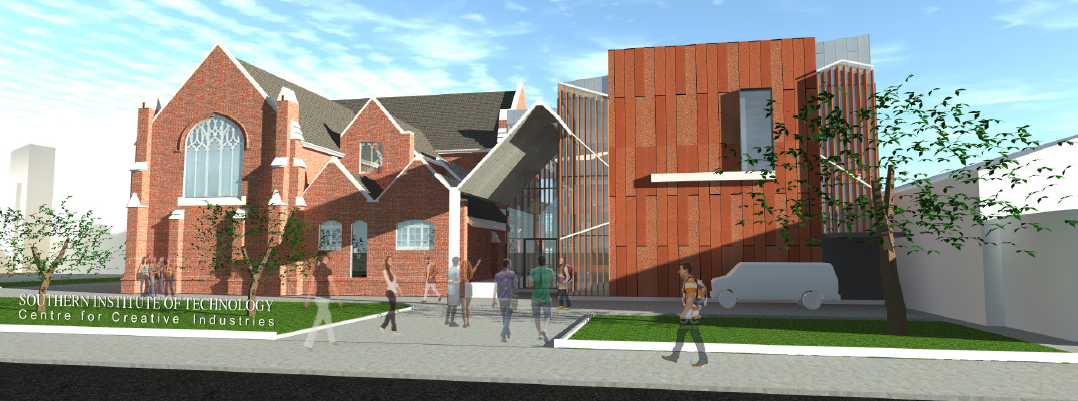 SOUTHERN INSTITUTE OF TECHNOLOGY
Centre for Creative Industries